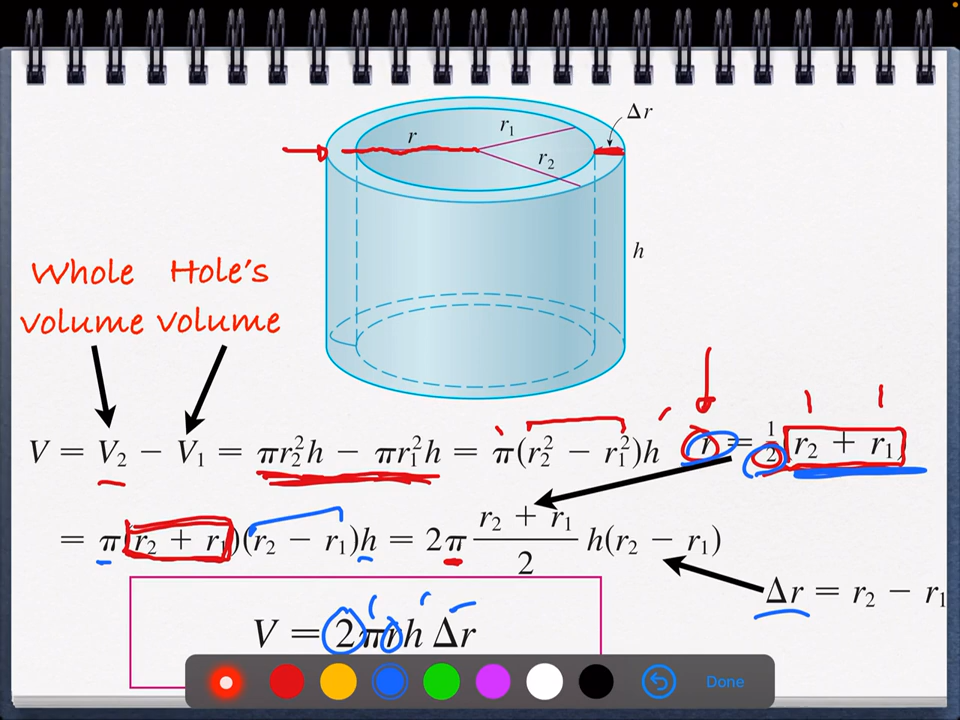 Δr
r r₁
r₂
h
Whole Hole's
volume volume
V = V₂ − V₁ = πr₂²h − πr₁²h = π(r₂² − r₁²)h r = ½(r₂ + r₁)
= π(r₂ + r₁)(r₂ − r₁)h = 2π (r₂ + r₁)/2 h(r₂ − r₁)
Δr = r₂ − r₁
V = 2πrh Δr
Done